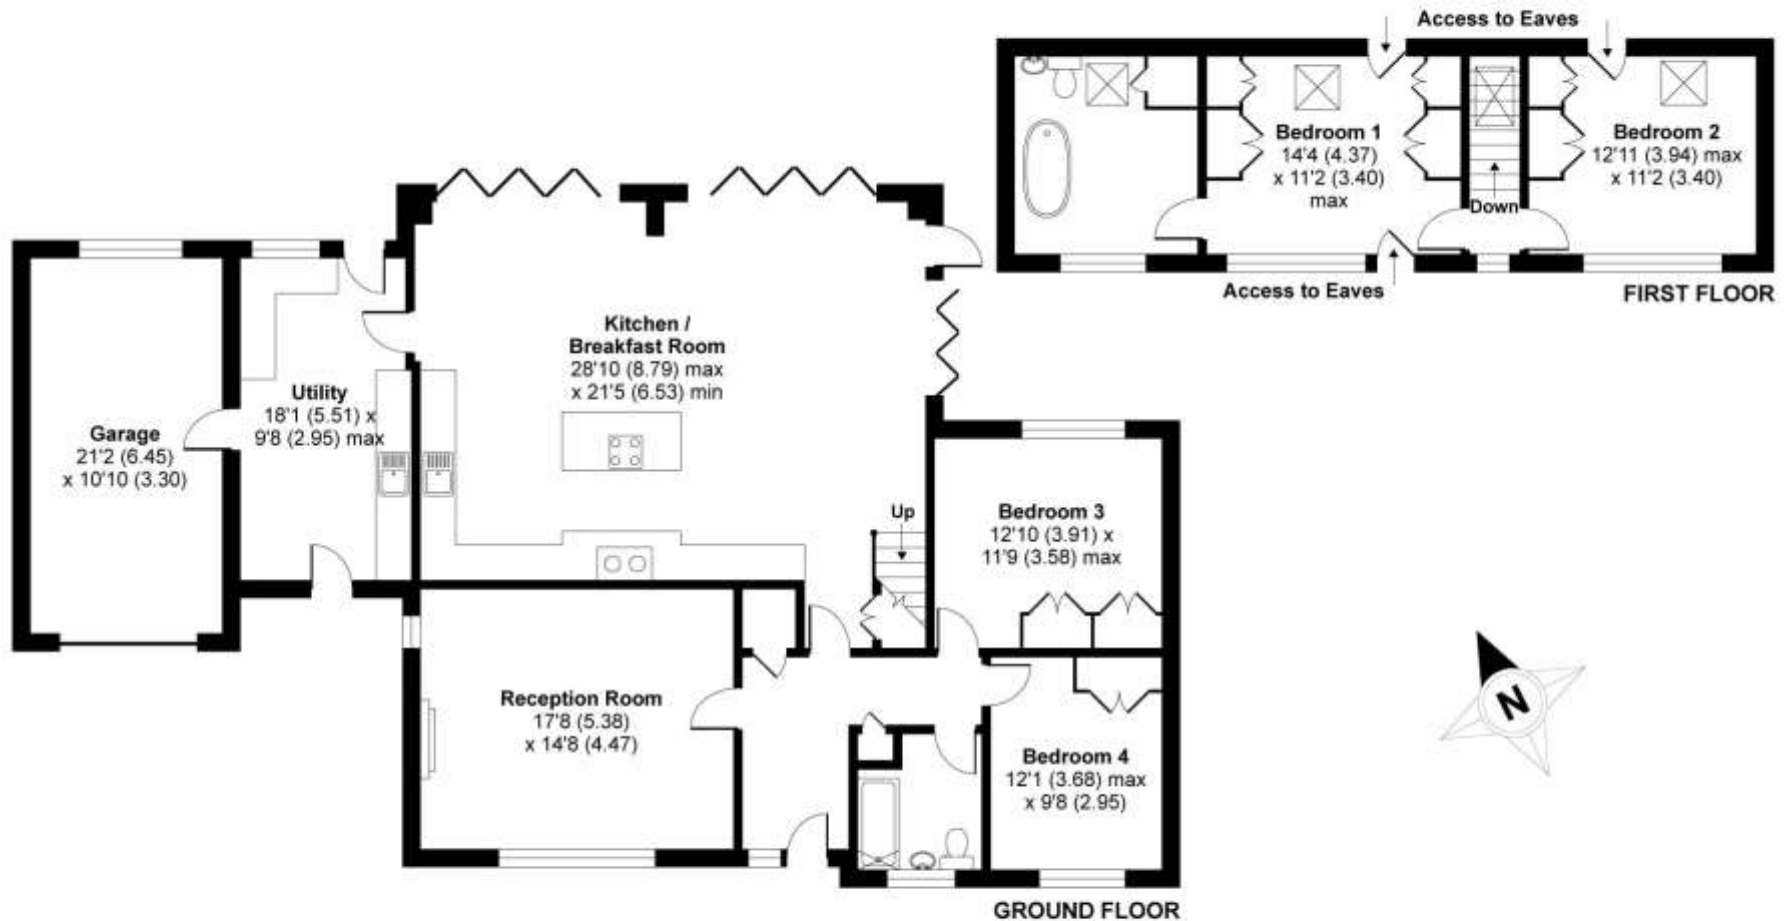 Access to Eaves
Bedroom 1
14'4 (4.37)
x 11'2 (3.40)
max
Down
Bedroom 2
12'11 (3.94) max
x 11'2 (3.40)
Access to Eaves
FIRST FLOOR
Kitchen /
Breakfast Room
28'10 (8.79) max
x 21'5 (6.53) min
Utility
18'1 (5.51) x
9'8 (2.95) max
Garage
21'2 (6.45)
x 10'10 (3.30)
Up
Bedroom 3
12'10 (3.91) x
11'9 (3.58) max
Reception Room
17'8 (5.38)
x 14'8 (4.47)
Bedroom 4
12'1 (3.68) max
x 9'8 (2.95)
N
GROUND FLOOR